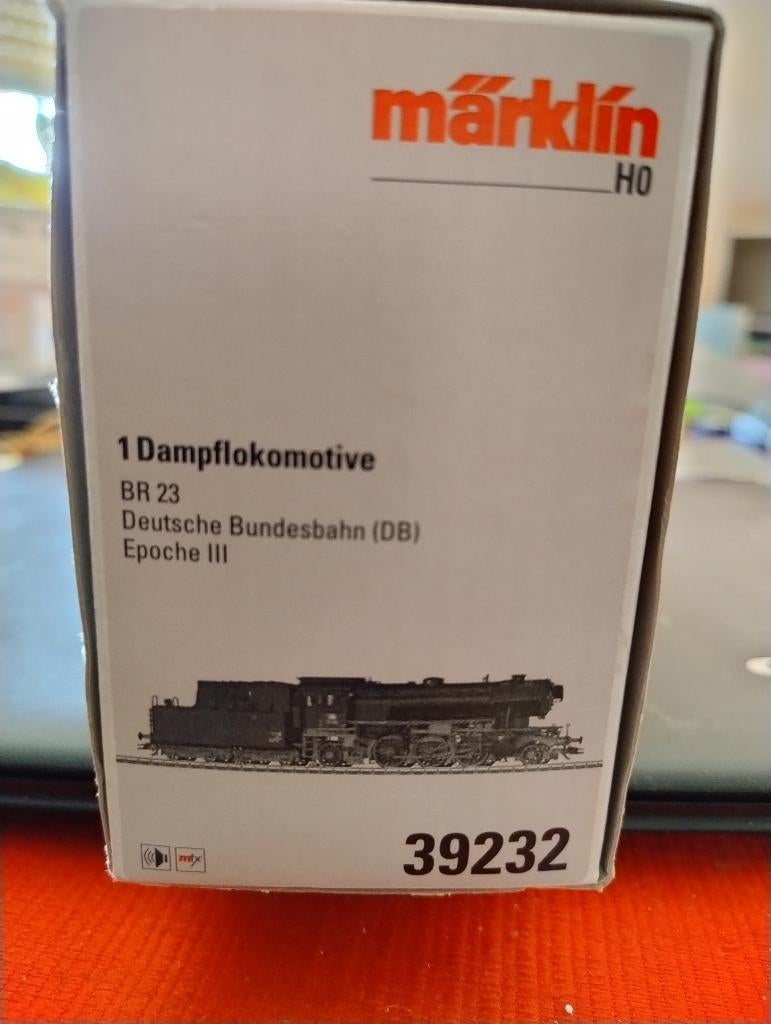 märklin
H0
1 Dampflokomotive
BR 23
Deutsche Bundesbahn (DB)
Epoche III
mfx
39232